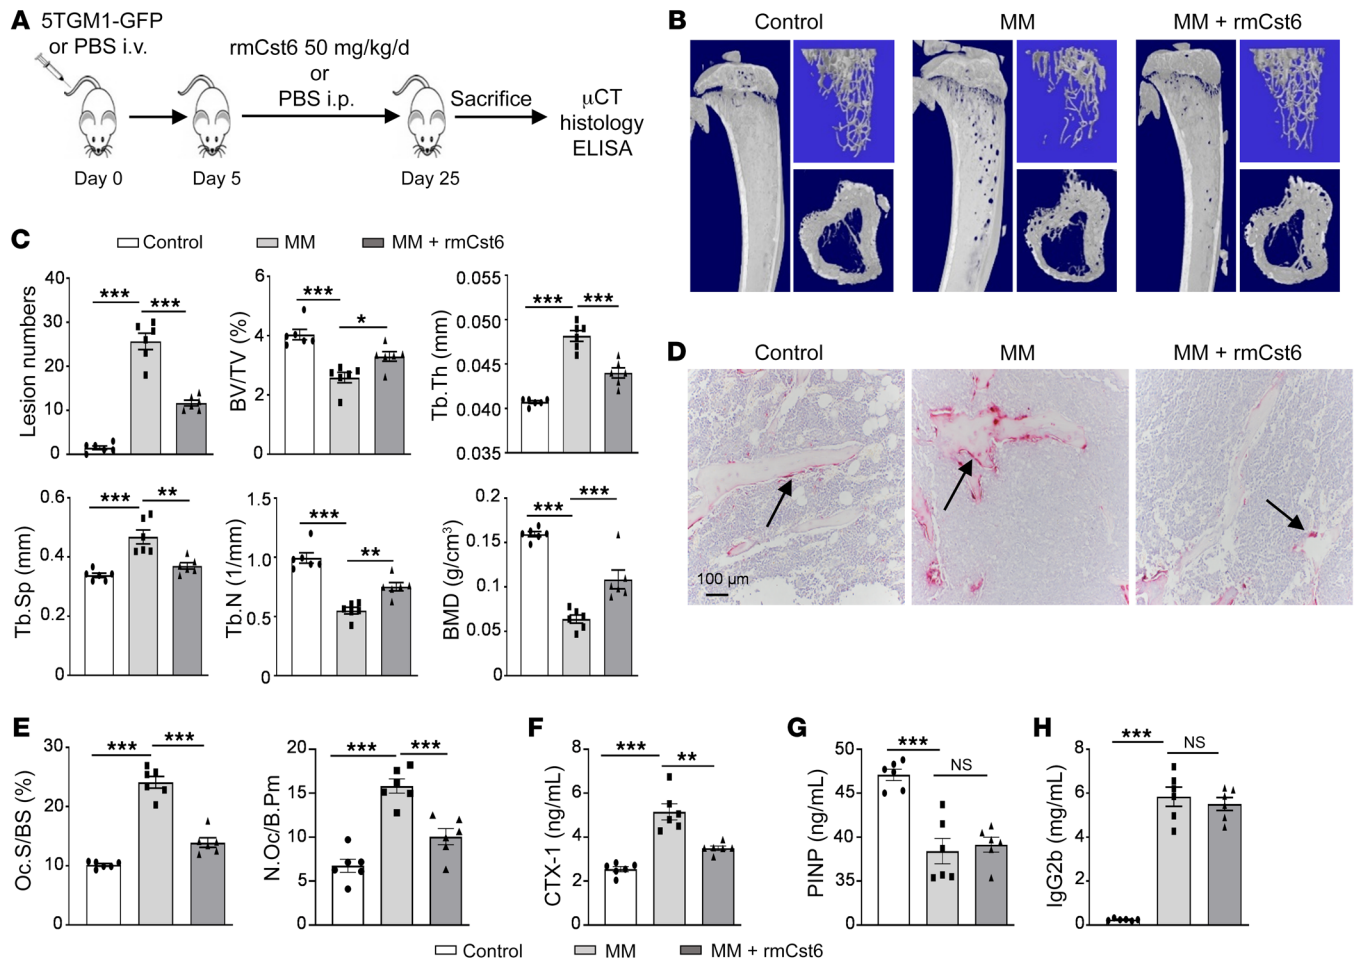 A
5TGM1-GFP
or PBS i.v.
rmCst6 50 mg/kg/d
or
PBS i.p.
Sacrifice
μCT
histology
ELISA
Day 0
Day 5
Day 25
B
Control
MM
MM + rmCst6
C
Control
MM
MM + rmCst6
Lesion numbers
40
30
20
10
0
***
***
BV/TV (%)
6
4
2
0
***
*
Tb.Th (mm)
0.055
0.050
0.045
0.040
0.035
***
***
Tb.Sp (mm)
0.6
0.4
0.2
0
***
**
Tb.N (1/mm)
1.5
1.0
0.5
0
***
**
BMD (g/cm³)
0.2
0.15
0.1
0.05
0
***
***
D
Control
MM
MM + rmCst6
100 μm
E
Oc.S/BS (%)
30
20
10
0
***
***
N.Oc/B.Pm
20
15
10
5
0
***
***
F
CTX-1 (ng/mL)
8
6
4
2
0
***
**
G
PINP (ng/mL)
50
45
40
35
0
***
NS
H
IgG2b (mg/mL)
8
6
4
2
0
***
NS
Control
MM
MM + rmCst6